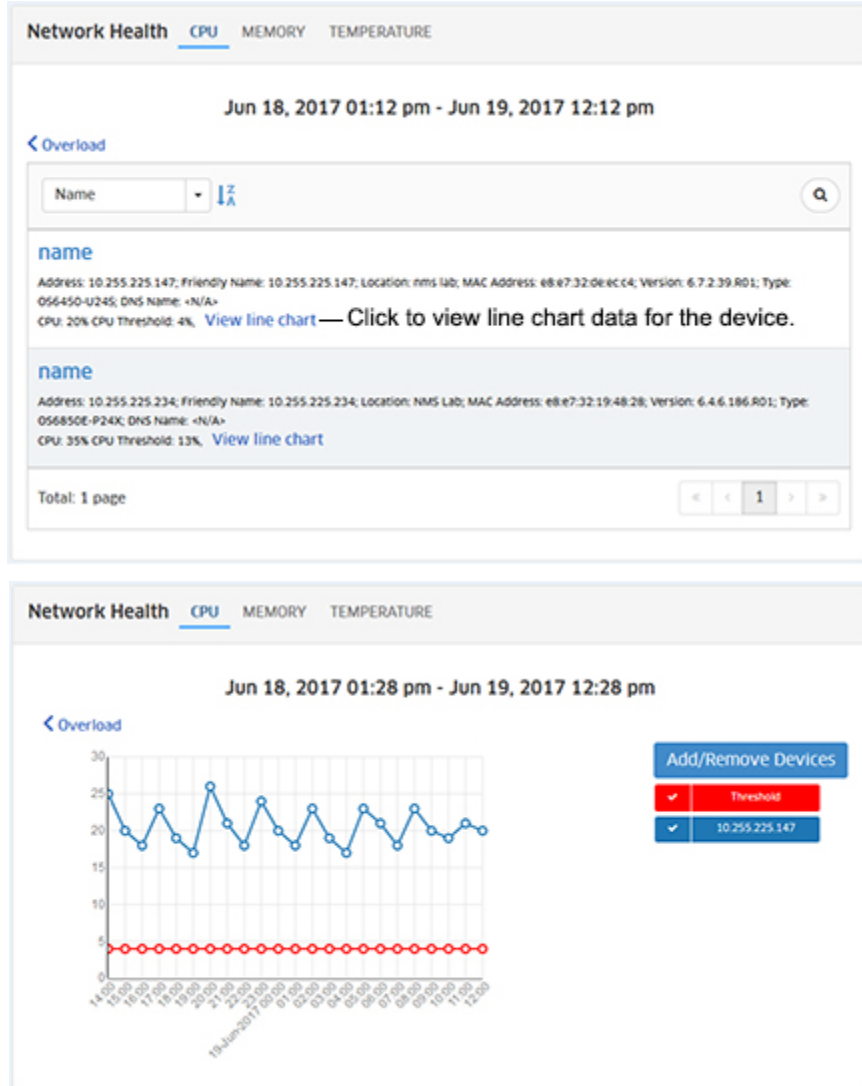 Network Health CPU MEMORY TEMPERATURE
Jun 18, 2017 01:12 pm - Jun 19, 2017 12:12 pm
Overload
Name
Z
A
name
Address: 10.255.225.147; Friendly Name: 10.255.225.147; Location: nms lab; MAC Address: e8:e7:32:de:ec:c4; Version: 6.7.2.39.R01; Type:
OS6450-U24S; DNS Name: <N/A>
CPU: 20% CPU Threshold: 4%, View line chart — Click to view line chart data for the device.
name
Address: 10.255.225.234; Friendly Name: 10.255.225.234; Location: NMS Lab; MAC Address: e8:e7:32:19:48:28; Version: 6.4.6.186.R01; Type:
OS6850E-P24X; DNS Name: <N/A>
CPU: 35% CPU Threshold: 13%, View line chart
Total: 1 page
« < 1 > »
Network Health CPU MEMORY TEMPERATURE
Jun 18, 2017 01:28 pm - Jun 19, 2017 12:28 pm
Overload
Add/Remove Devices
Threshold
10.255.225.147
30
25
20
15
10
5
0
14:00 15:00 16:00 17:00 18:00 19:00 20:00 21:00 22:00 23:00 19-Jun-2017 00:00 01:00 02:00 03:00 04:00 05:00 06:00 07:00 08:00 09:00 10:00 11:00 12:00